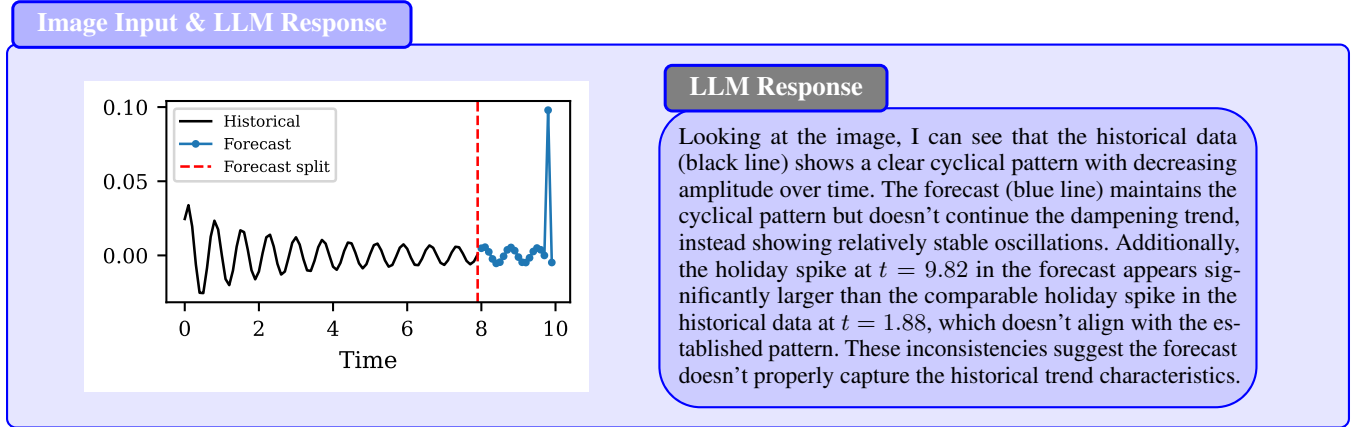 Image Input & LLM Response
0.10
0.05
0.00
Historical
Forecast
Forecast split
0 2 4 6 8 10
Time
LLM Response
Looking at the image, I can see that the historical data
(black line) shows a clear cyclical pattern with decreasing
amplitude over time. The forecast (blue line) maintains the
cyclical pattern but doesn't continue the dampening trend,
instead showing relatively stable oscillations. Additionally,
the holiday spike at t = 9.82 in the forecast appears sig-
nificantly larger than the comparable holiday spike in the
historical data at t = 1.88, which doesn't align with the es-
tablished pattern. These inconsistencies suggest the forecast
doesn't properly capture the historical trend characteristics.